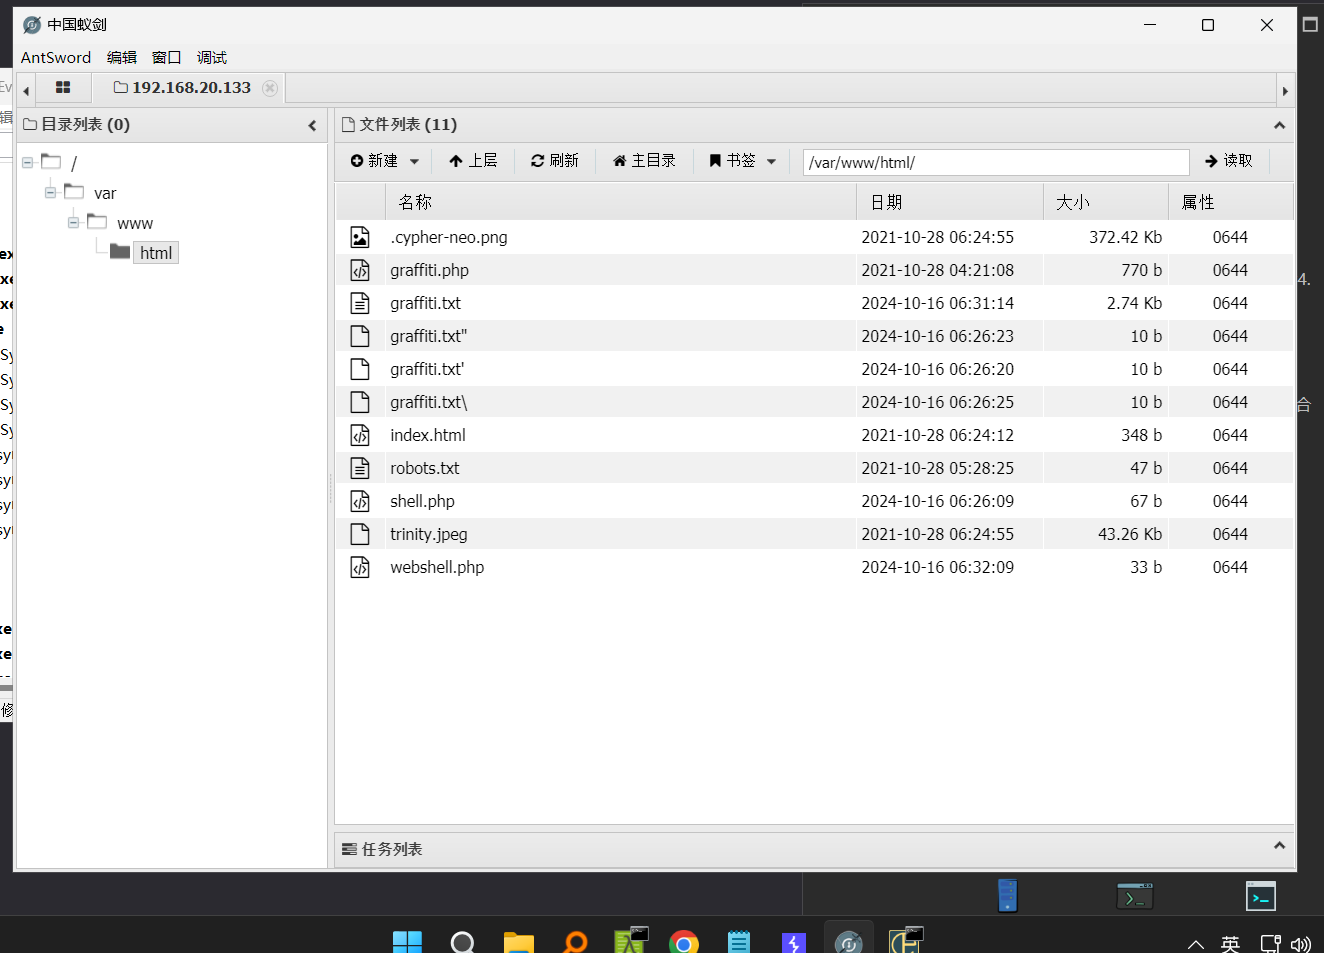 中国蚁剑
AntSword 编辑 窗口 调试
192.168.20.133
目录列表 (0)
/
var
www
html
文件列表 (11)
新建 上层 刷新 主目录 书签 /var/www/html/ 读取
名称 日期 大小 属性
.cypher-neo.png 2021-10-28 06:24:55 372.42 Kb 0644
graffiti.php 2021-10-28 04:21:08 770 b 0644
graffiti.txt 2024-10-16 06:31:14 2.74 Kb 0644
graffiti.txt" 2024-10-16 06:26:23 10 b 0644
graffiti.txt' 2024-10-16 06:26:20 10 b 0644
graffiti.txt\ 2024-10-16 06:26:25 10 b 0644
index.html 2021-10-28 06:24:12 348 b 0644
robots.txt 2021-10-28 05:28:25 47 b 0644
shell.php 2024-10-16 06:26:09 67 b 0644
trinity.jpeg 2021-10-28 06:24:55 43.26 Kb 0644
webshell.php 2024-10-16 06:32:09 33 b 0644
任务列表
4.
合
修
英